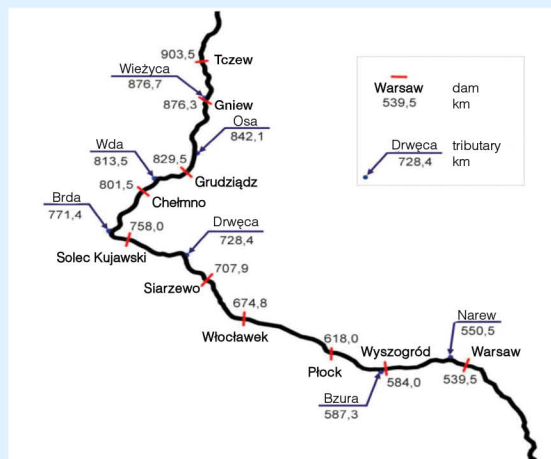 903,5
Tczew
Wieżyca
876,7
876,3
Gniew
Osa
842,1
Wda
813,5
829,5
Grudziądz
801,5
Chełmno
Brda
771,4
758,0
Solec Kujawski
Drwęca
728,4
707,9
Siarzewo
674,8
Włocławek
618,0
Płock
Wyszogród
584,0
Bzura
587,3
Narew
550,5
Warsaw
539,5
Warsaw dam
539,5 km
Drwęca tributary
728,4 km